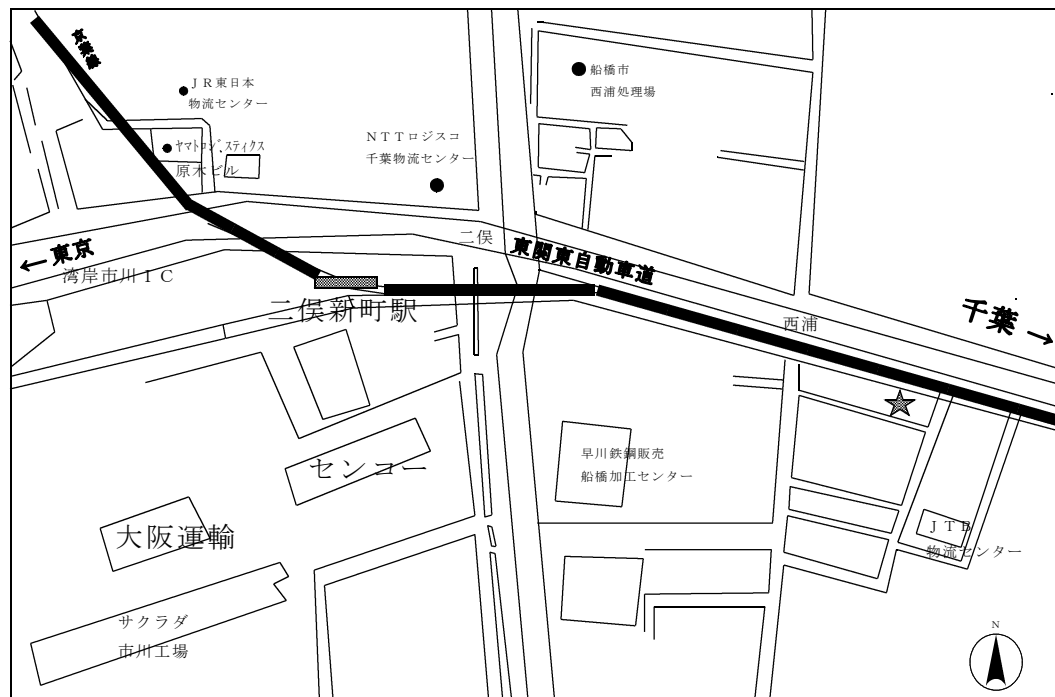 京葉線
ＪＲ東日本
物流センター
ﾔﾏﾄﾛｼﾞｽティクス
原木ビル
ＮＴＴロジスコ
千葉物流センター
船橋市
西浦処理場
←東京
湾岸市川ＩＣ
二俣
東関東自動車道
二俣新町駅
西浦
千葉→
センコー
早川鉄鋼販売
船橋加工センター
大阪運輸
ＪＴＢ
物流センター
サクラダ
市川工場
N